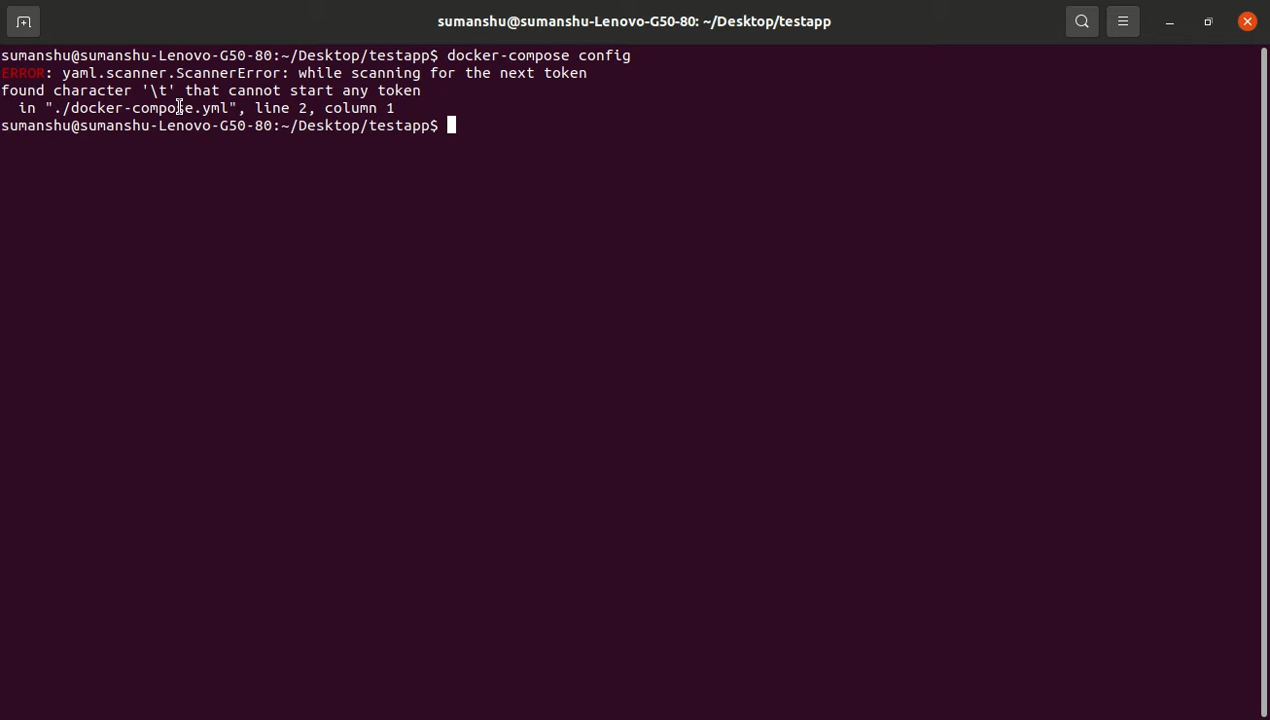 sumanshu@sumanshu-Lenovo-G50-80: ~/Desktop/testapp
sumanshu@sumanshu-Lenovo-G50-80:~/Desktop/testapp$ docker-compose config
ERROR: yaml.scanner.ScannerError: while scanning for the next token
found character '\t' that cannot start any token
  in "./docker-compose.yml", line 2, column 1
sumanshu@sumanshu-Lenovo-G50-80:~/Desktop/testapp$